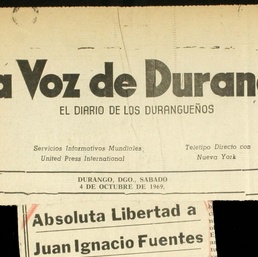 a Voz de Duran
EL DIARIO DE LOS DURANGUEÑOS
Servicios Informativos Mundiales
United Press International
Teletipo Directo con
Nueva York
DURANGO, DGO., SABADO
4 DE OCTUBRE DE 1969.
Absoluta Libertad a
Juan Ignacio Fuentes